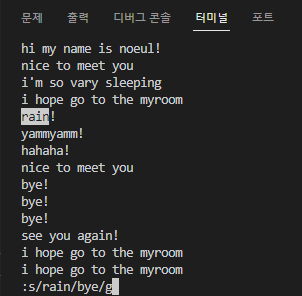 문제 출력 디버그 콘솔 터미널 포트
hi my name is noeul!
nice to meet you
i'm so vary sleeping
i hope go to the myroom
rain!
yammyamm!
hahaha!
nice to meet you
bye!
bye!
bye!
see you again!
i hope go to the myroom
i hope go to the myroom
:s/rain/bye/g